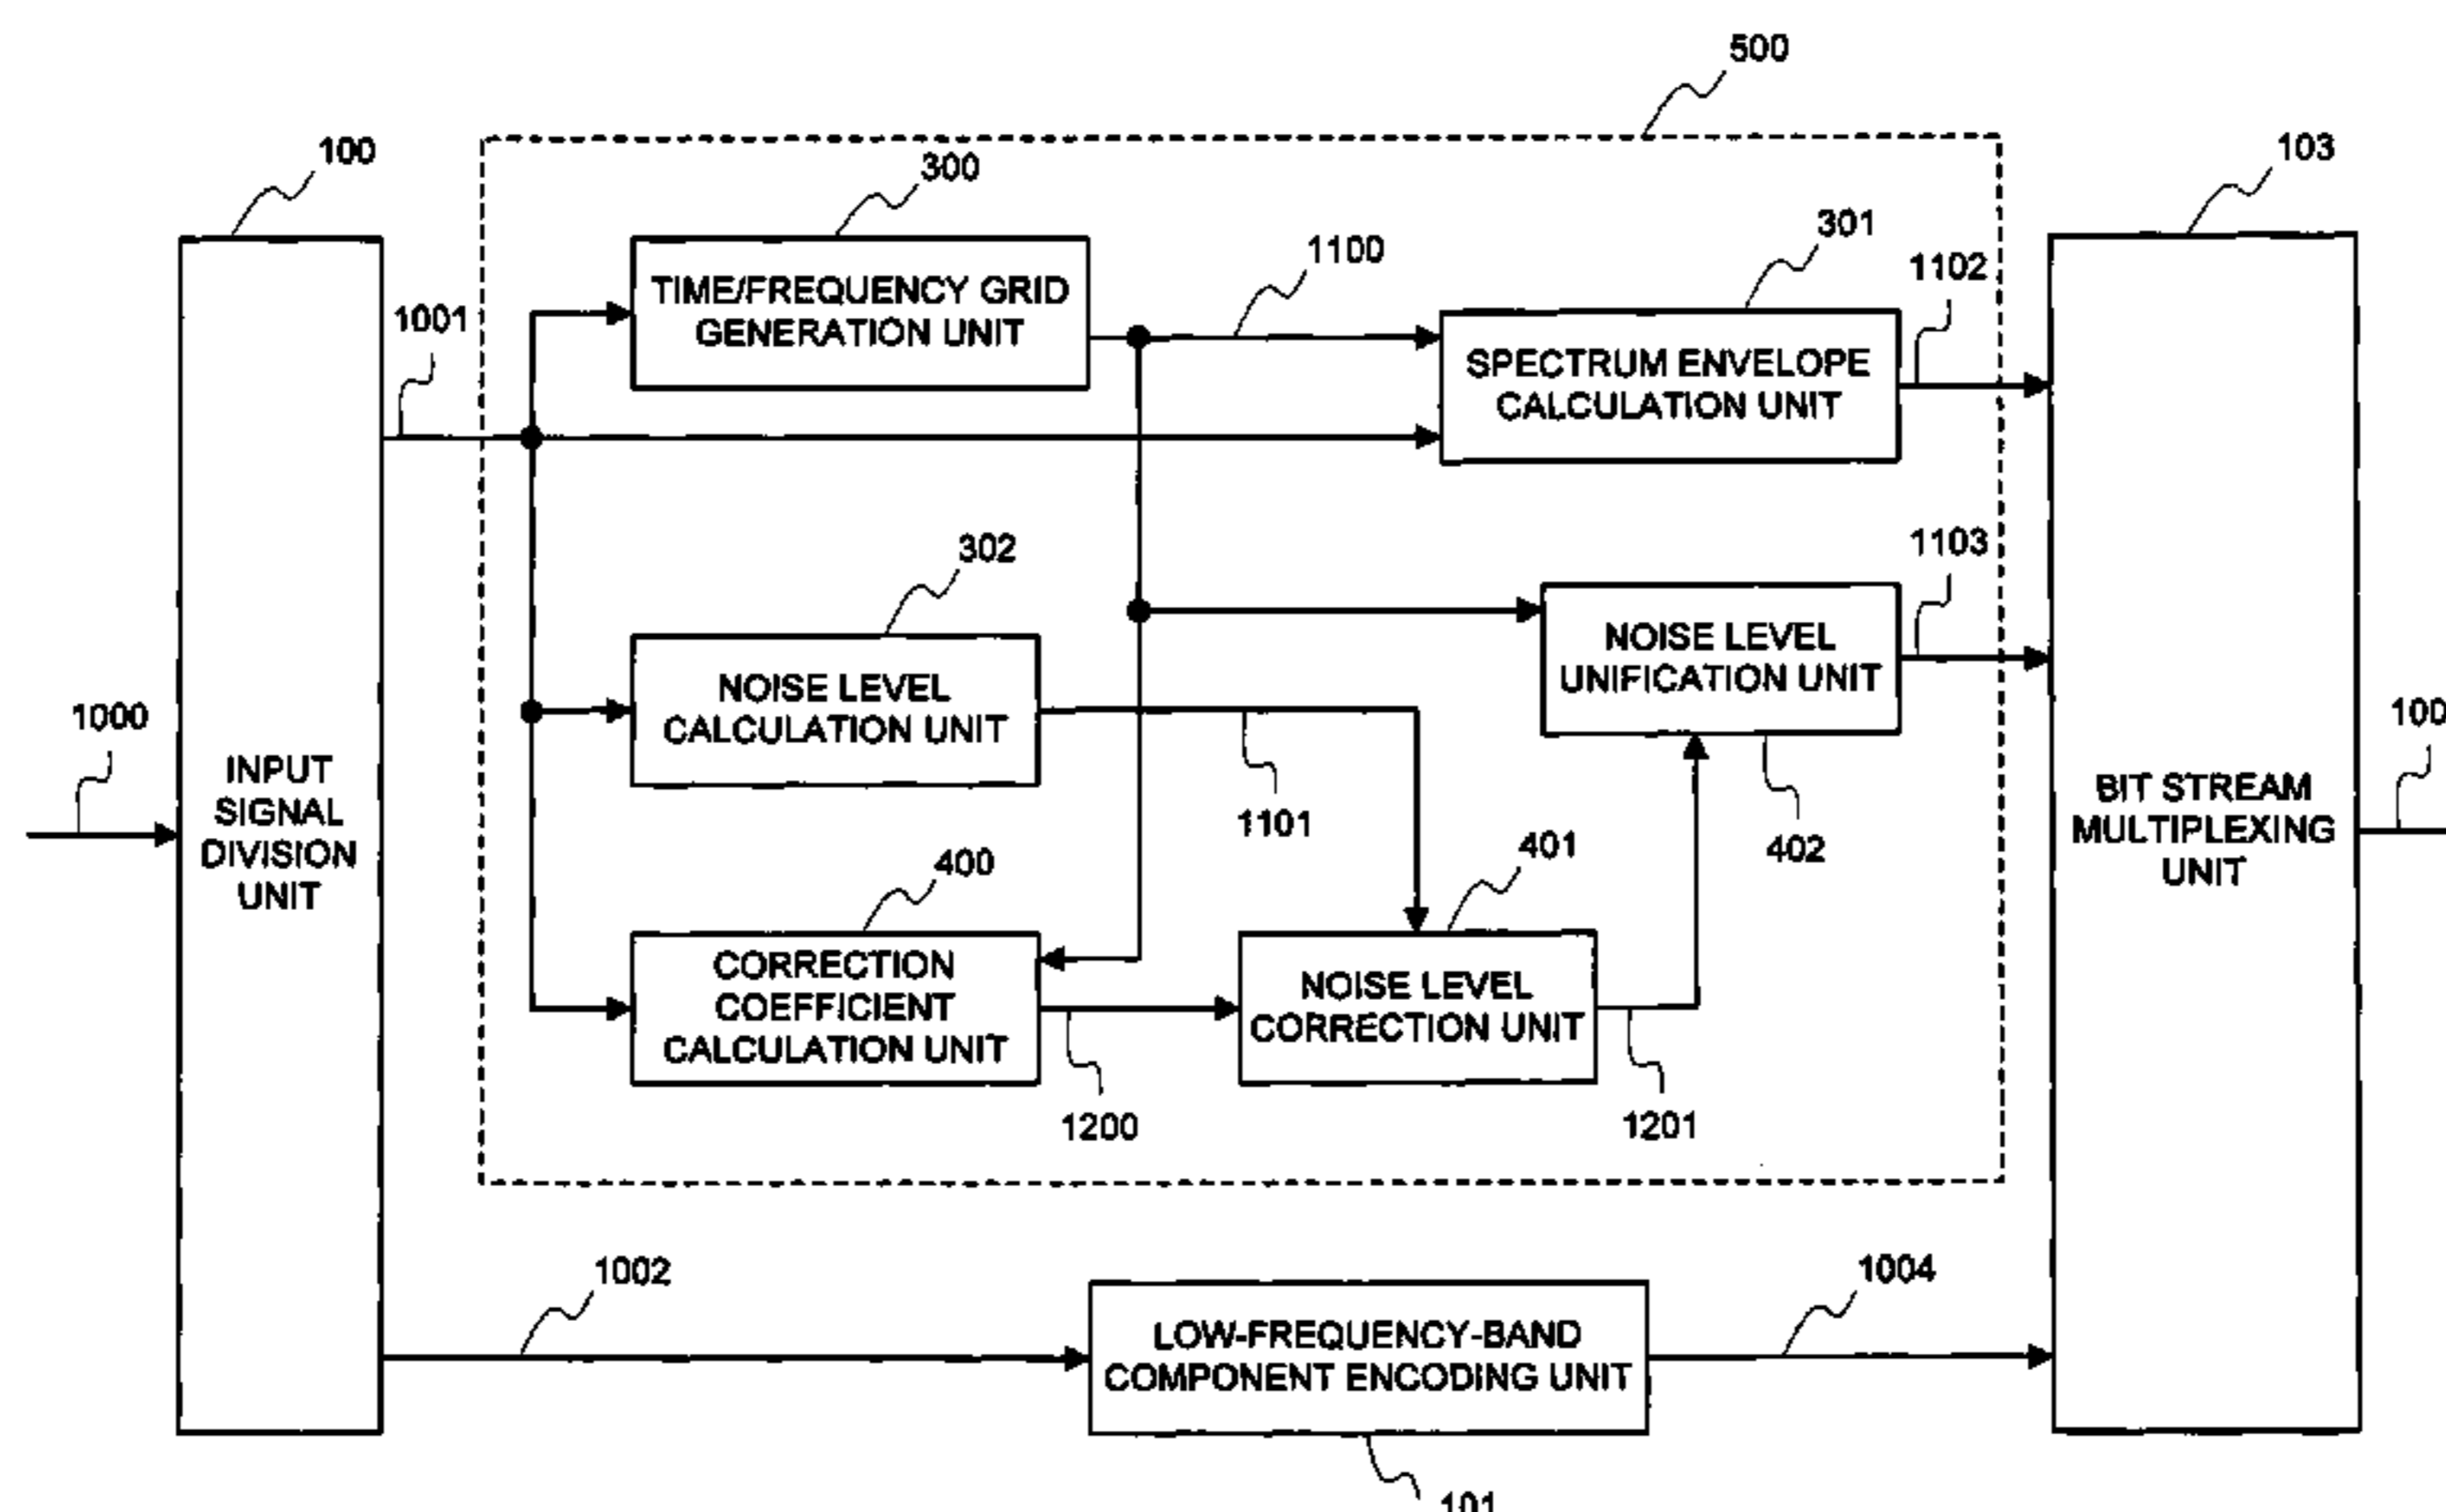 500
100
300
103
301
1100
1102
TIME/FREQUENCY GRID
GENERATION UNIT
1001
SPECTRUM ENVELOPE
CALCULATION UNIT
302
1103
NOISE LEVEL
UNIFICATION UNIT
NOISE LEVEL
CALCULATION UNIT
1000
100
INPUT
SIGNAL
DIVISION
UNIT
1101
402
BIT STREAM
MULTIPLEXING
UNIT
400
401
CORRECTION
COEFFICIENT
CALCULATION UNIT
NOISE LEVEL
CORRECTION UNIT
1200
1201
1002
1004
LOW-FREQUENCY-BAND
COMPONENT ENCODING UNIT
101